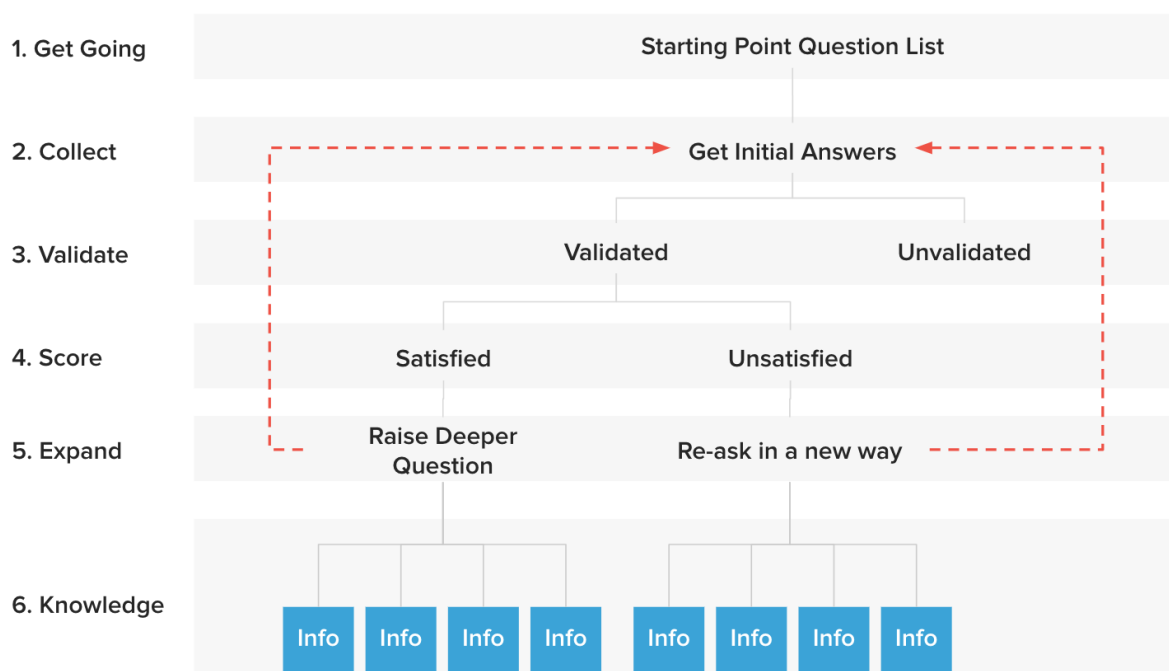 1. Get Going
Starting Point Question List
2. Collect
Get Initial Answers
3. Validate
Validated
Unvalidated
4. Score
Satisfied
Unsatisfied
5. Expand
Raise Deeper
Question
Re-ask in a new way
6. Knowledge
Info
Info
Info
Info
Info
Info
Info
Info